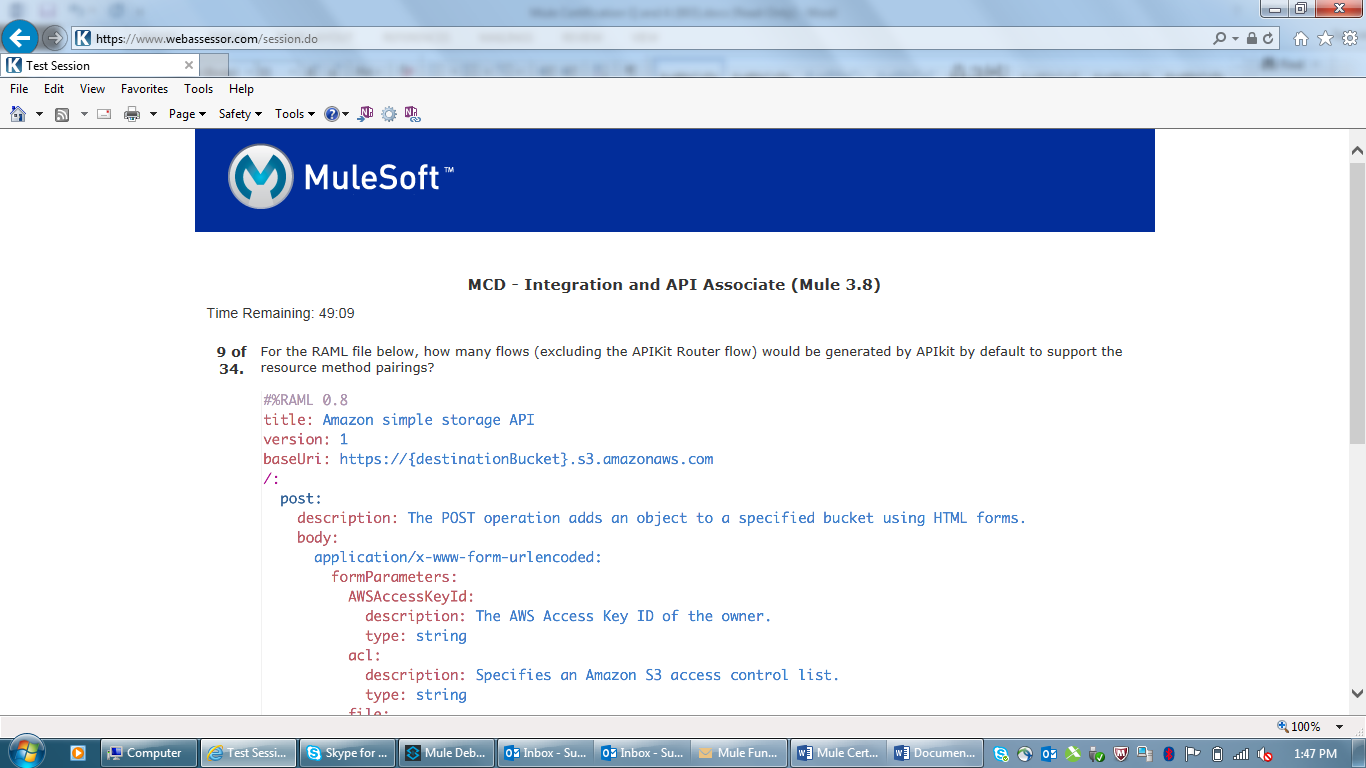 https://www.webassessor.com/session.do
Test Session
File Edit View Favorites Tools Help
Page Safety Tools
MuleSoft™
MCD - Integration and API Associate (Mule 3.8)
Time Remaining: 49:09
9 of 34. For the RAML file below, how many flows (excluding the APIKit Router flow) would be generated by APIkit by default to support the
resource method pairings?
#%RAML 0.8
title: Amazon simple storage API
version: 1
baseUri: https://{destinationBucket}.s3.amazonaws.com
/:
post:
description: The POST operation adds an object to a specified bucket using HTML forms.
body:
application/x-www-form-urlencoded:
formParameters:
AWSAccessKeyId:
description: The AWS Access Key ID of the owner.
type: string
acl:
description: Specifies an Amazon S3 access control list.
type: string
file:
100%
Computer Test Sessi... Skype for ... Mule Deb... Inbox - Su... Inbox - Su... Mule Fun... Mule Cert... Documen... 1:47 PM